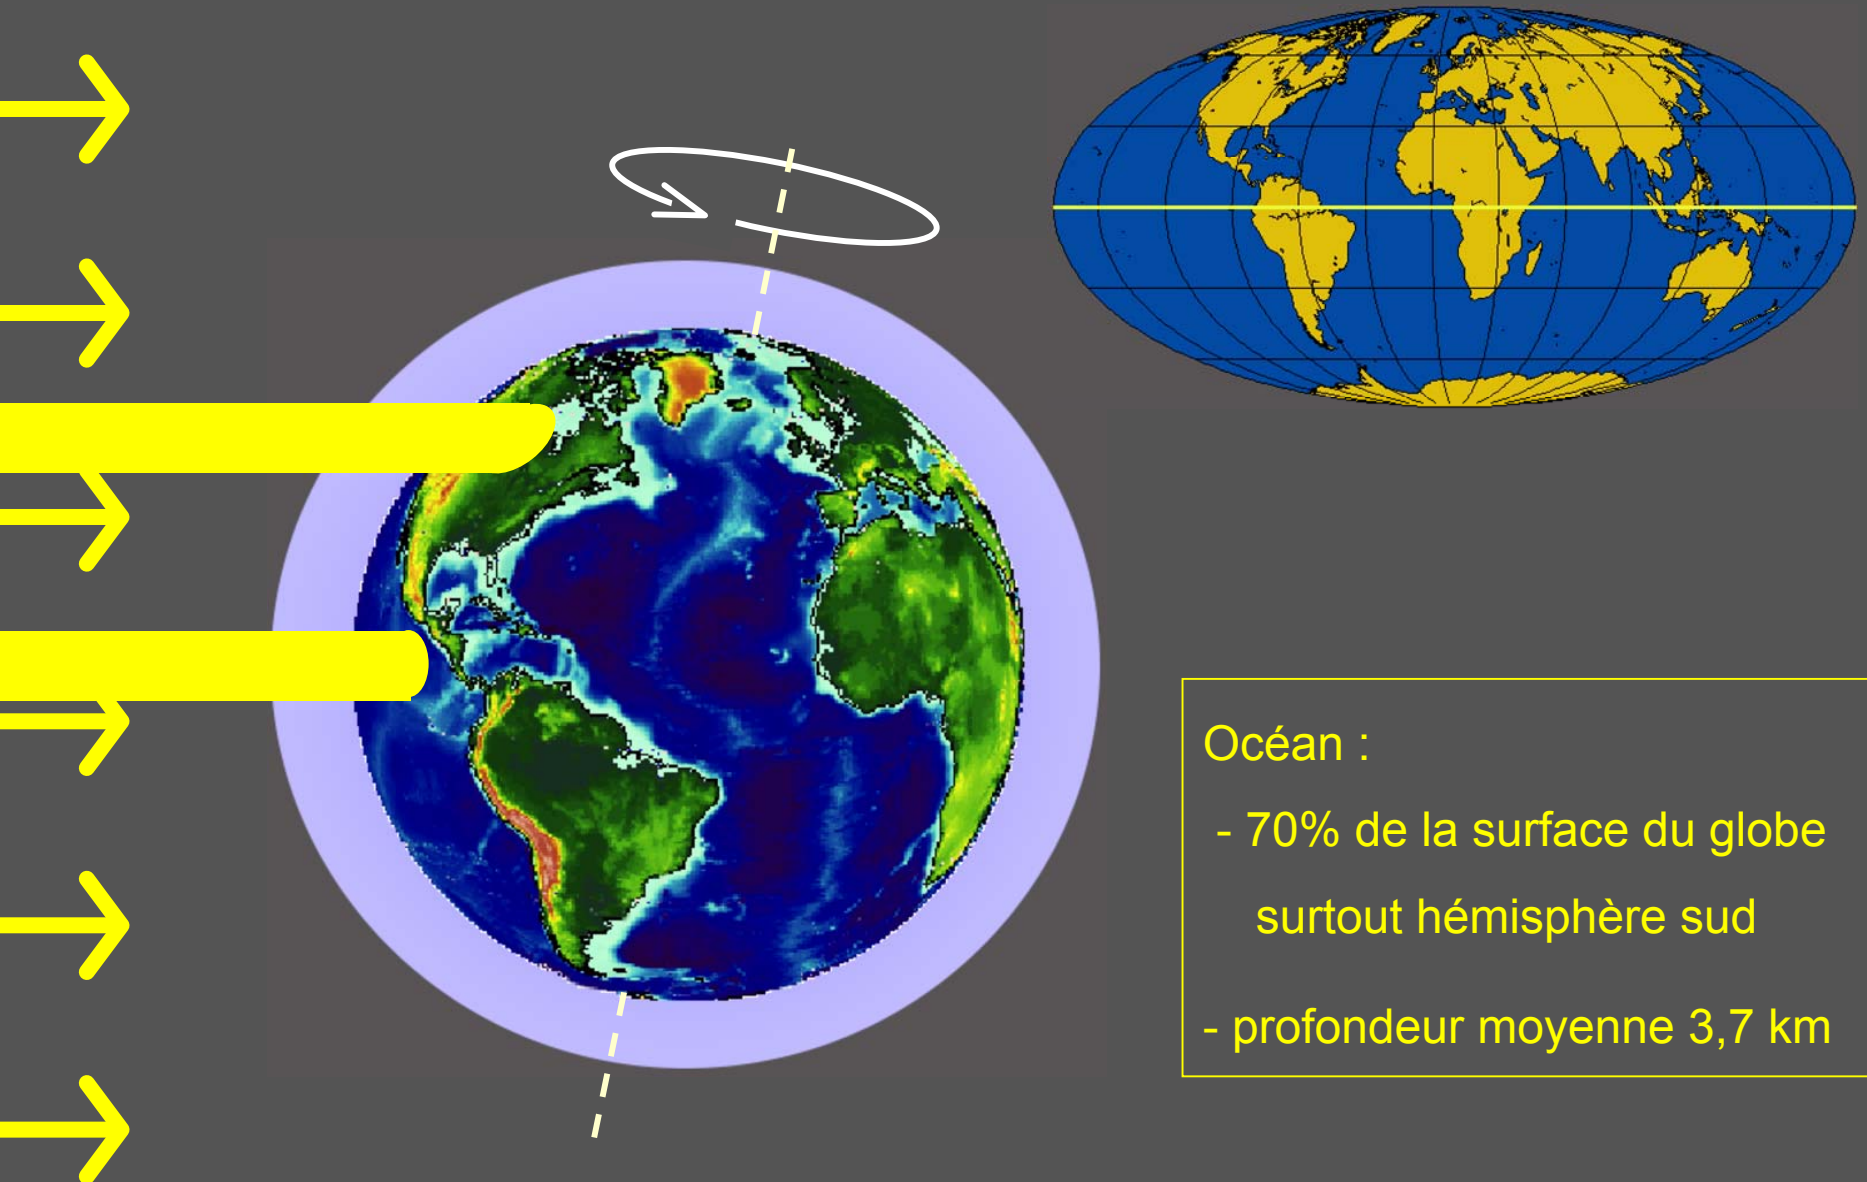 Océan :
- 70% de la surface du globe
surtout hémisphère sud
- profondeur moyenne 3,7 km